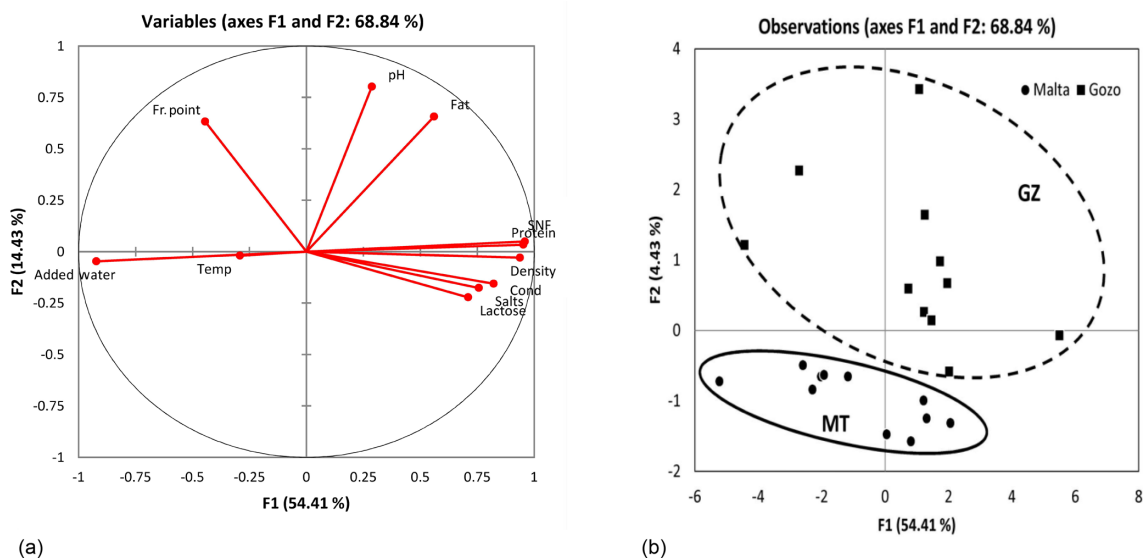 Variables (axes F1 and F2: 68.84 %)
1
0.75
0.5
0.25
0
-0.25
-0.5
-0.75
-1
-1
-0.75
-0.5
-0.25
0
0.25
0.5
0.75
1
F2 (14.43 %)
F1 (54.41 %)
pH
Fat
Fr. point
SNF
Protein
Density
Cond
Salts
Lactose
Temp
Added water
(a)
Observations (axes F1 and F2: 68.84 %)
4
3
2
1
0
-1
-2
-6
-4
-2
0
2
4
6
8
F2 (4.43 %)
F1 (54.41 %)
Malta
Gozo
GZ
MT
(b)